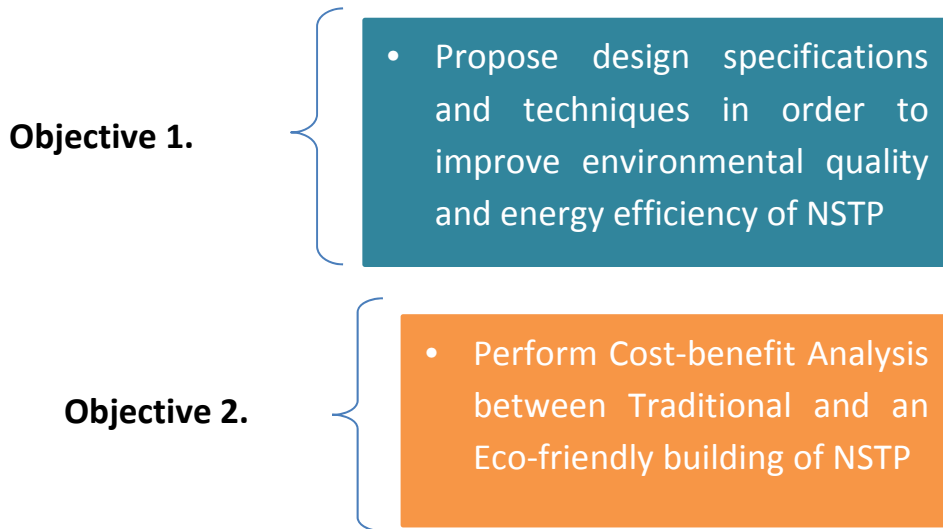 Objective 1.
• Propose design specifications
and techniques in order to
improve environmental quality
and energy efficiency of NSTP
Objective 2.
• Perform Cost-benefit Analysis
between Traditional and an
Eco-friendly building of NSTP